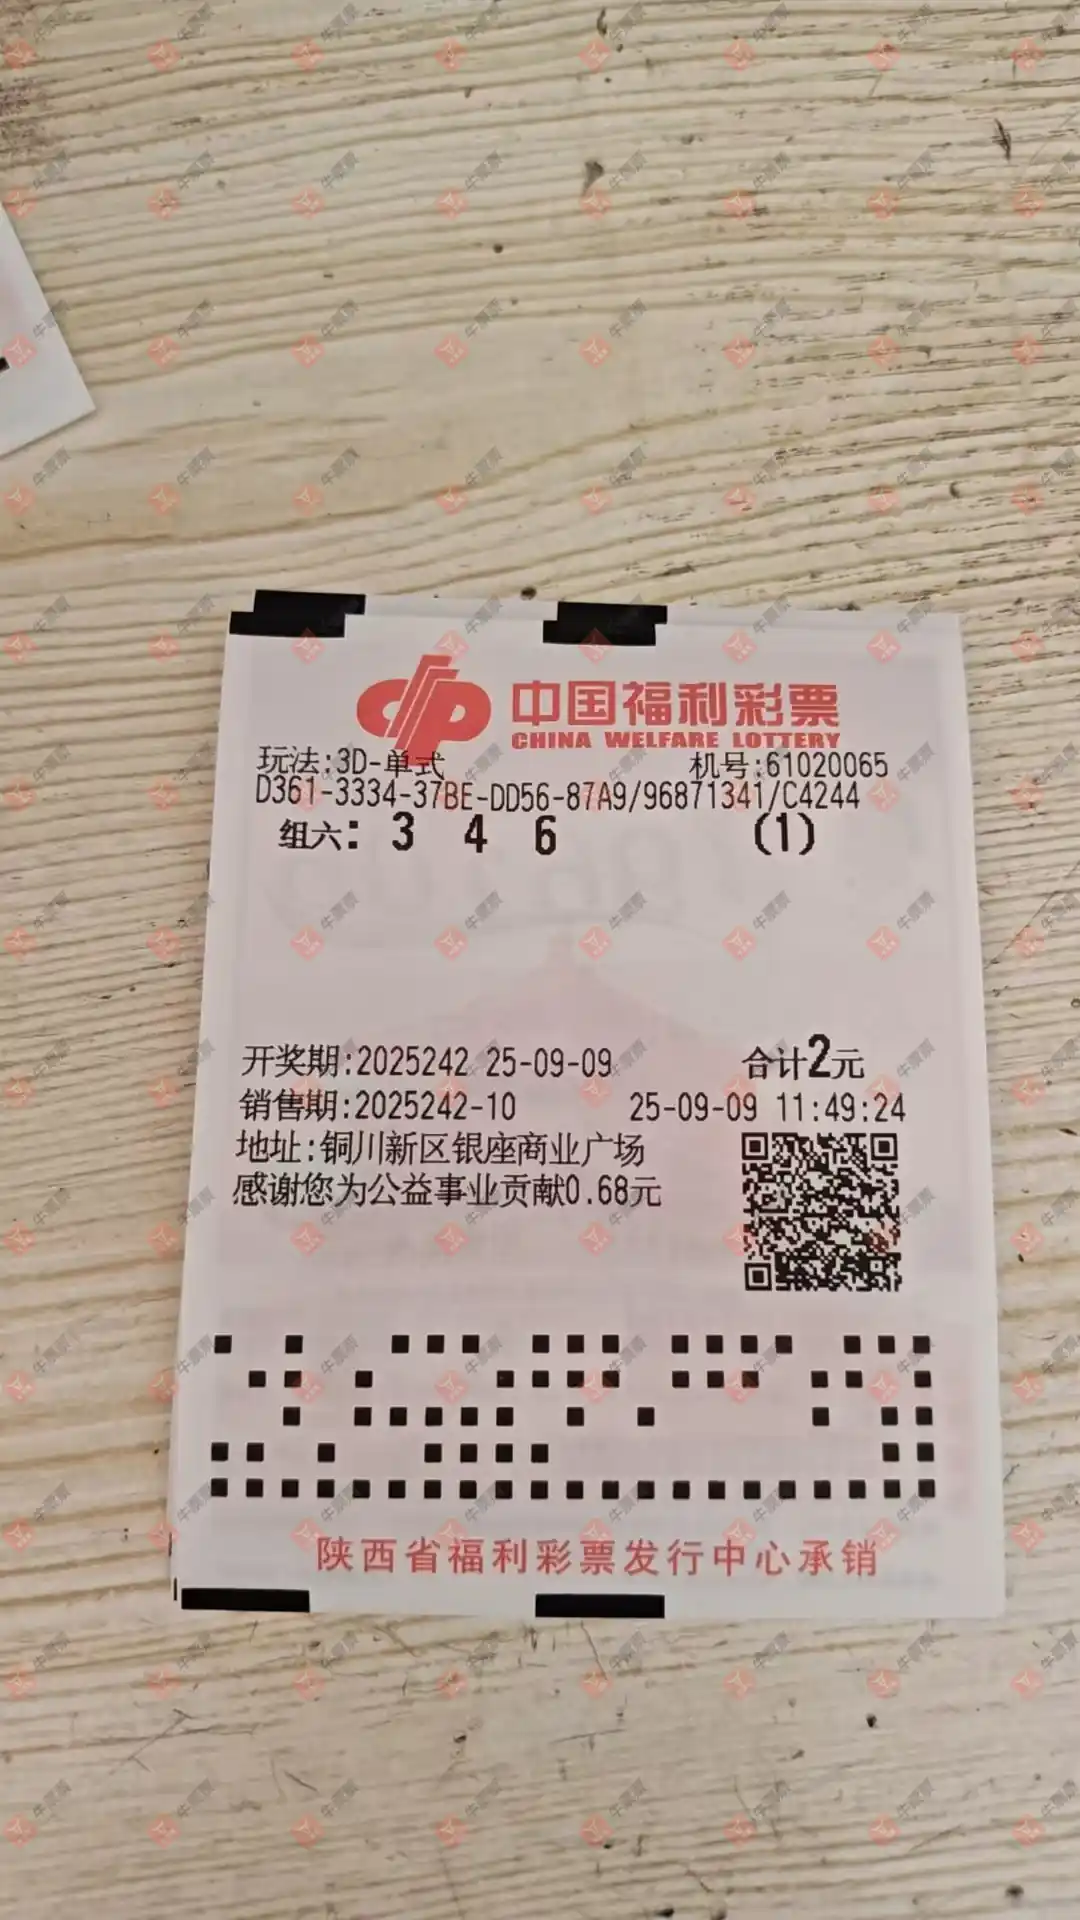 中国福利彩票
CHINA WELFARE LOTTERY
玩法:3D-单式 机号:61020065
D361-3334-37BE-DD56-87A9/96871341/C4244
组六: 3 4 6 (1)
开奖期:2025242 25-09-09 合计2元
销售期:2025242-10 25-09-09 11:49:24
地址:铜川新区银座商业广场
感谢您为公益事业贡献0.68元
陕西省福利彩票发行中心承销
牛票票